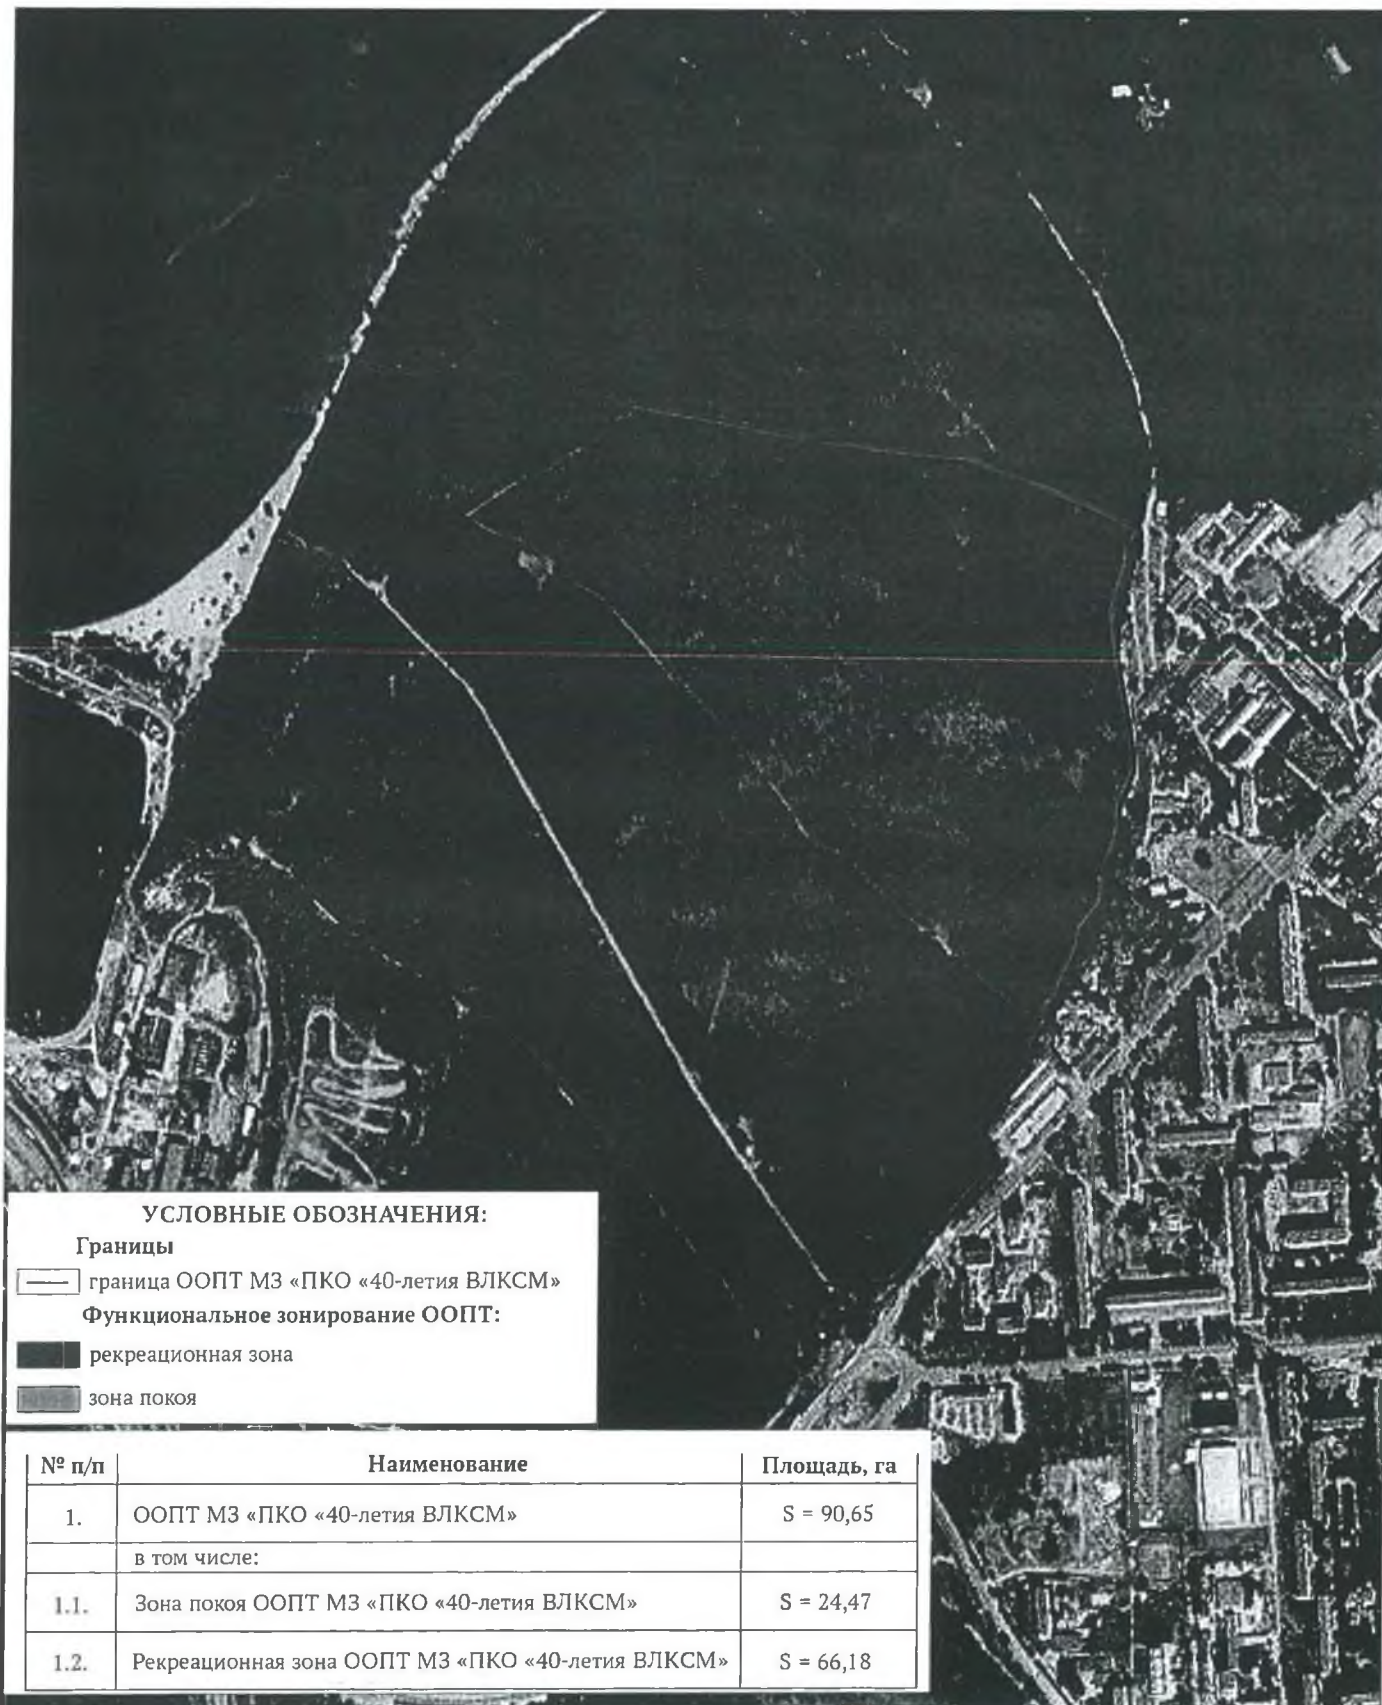 УСЛОВНЫЕ ОБОЗНАЧЕНИЯ:
Границы
граница ООПТ МЗ «ПКО «40-летия ВЛКСМ»
Функциональное зонирование ООПТ:
рекреационная зона
зона покоя
№ п/п Наименование Площадь, га
1. ООПТ МЗ «ПКО «40-летия ВЛКСМ» S = 90,65
в том числе:
1.1. Зона покоя ООПТ МЗ «ПКО «40-летия ВЛКСМ» S = 24,47
1.2. Рекреационная зона ООПТ МЗ «ПКО «40-летия ВЛКСМ» S = 66,18